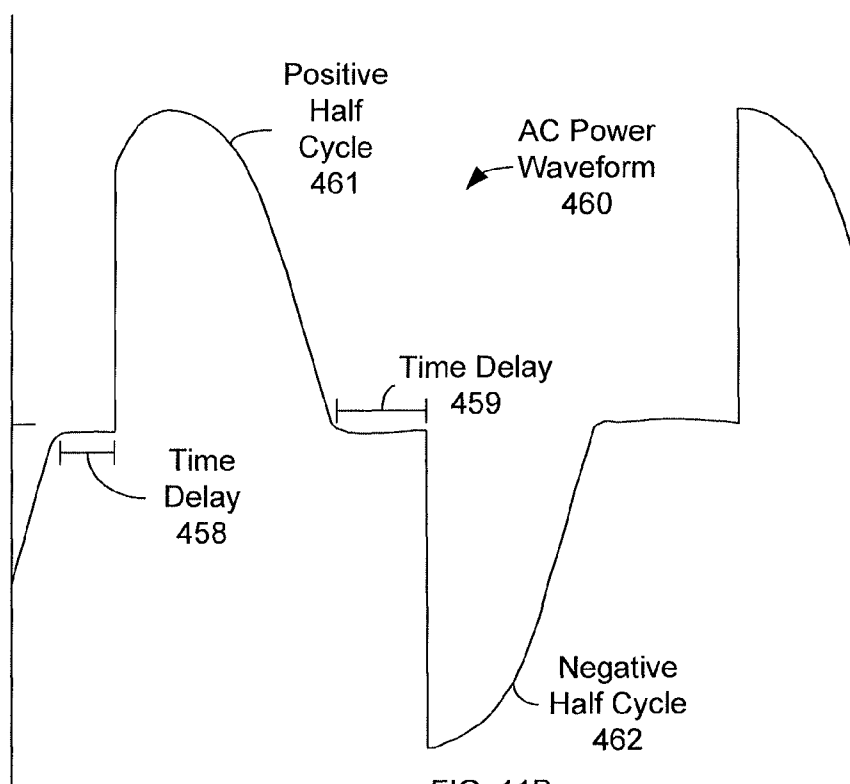 Positive
Half
Cycle
461
AC Power
Waveform
460
Time Delay
459
Time
Delay
458
Negative
Half Cycle
462